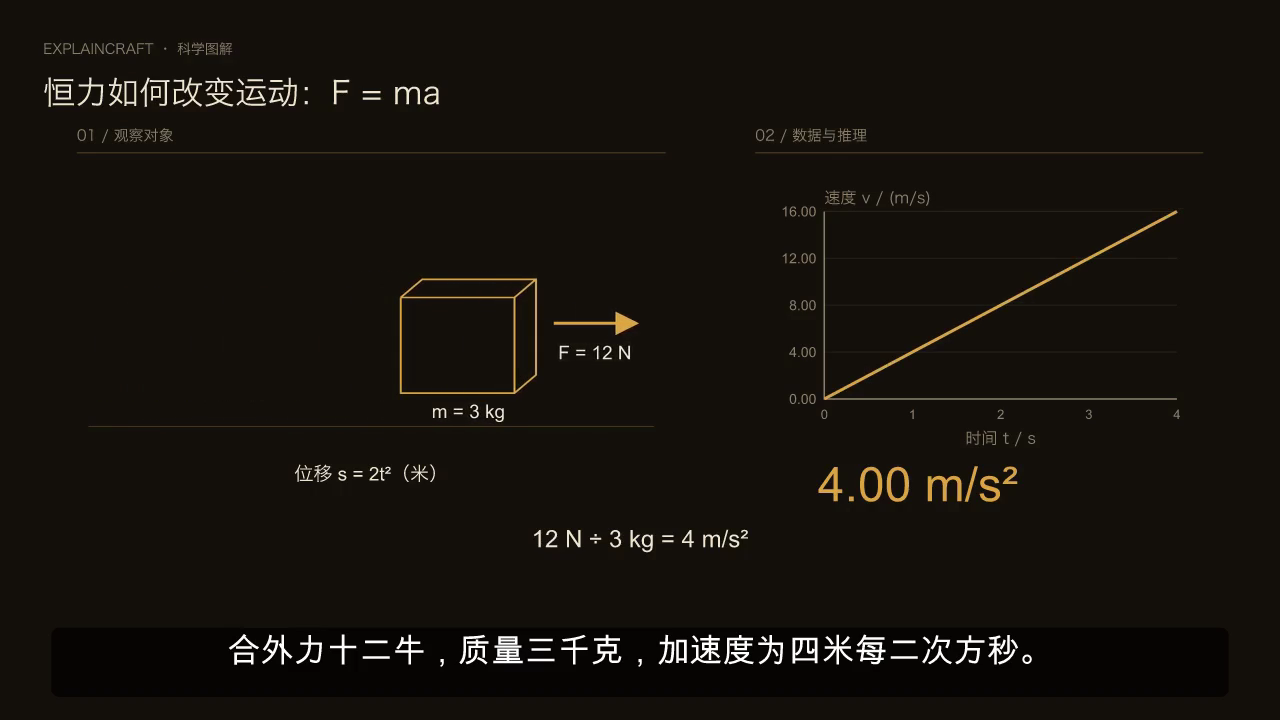 EXPLAINCRAFT · 科学图解
恒力如何改变运动：F = ma
01 / 观察对象
F = 12 N
m = 3 kg
位移 s = 2t²（米）
02 / 数据与推理
速度 v / (m/s)
16.00
12.00
8.00
4.00
0.00
0 1 2 3 4
时间 t / s
4.00 m/s²
12 N ÷ 3 kg = 4 m/s²
合外力十二牛，质量三千克，加速度为四米每二次方秒。